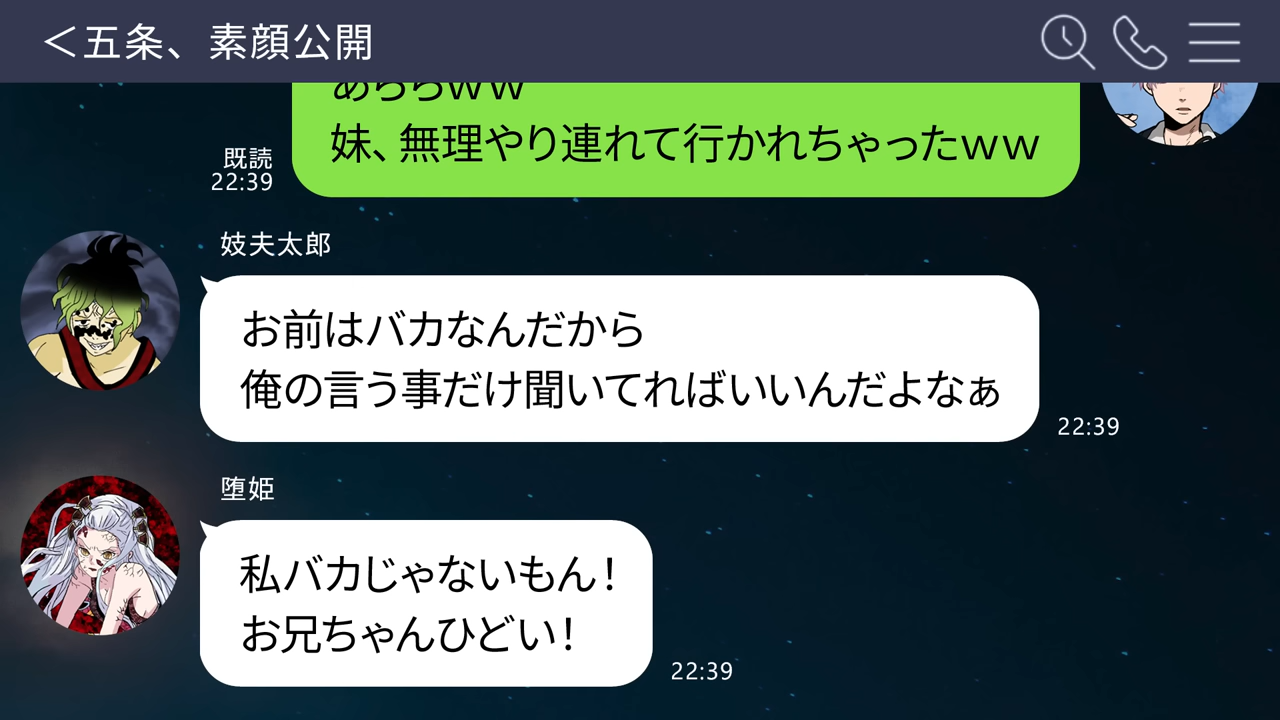 <五条、素顔公開
あららww
妹、無理やり連れて行かれちゃったww
既読
22:39
妓夫太郎
お前はバカなんだから
俺の言う事だけ聞いてればいいんだよなぁ
22:39
堕姫
私バカじゃないもん！
お兄ちゃんひどい！
22:39